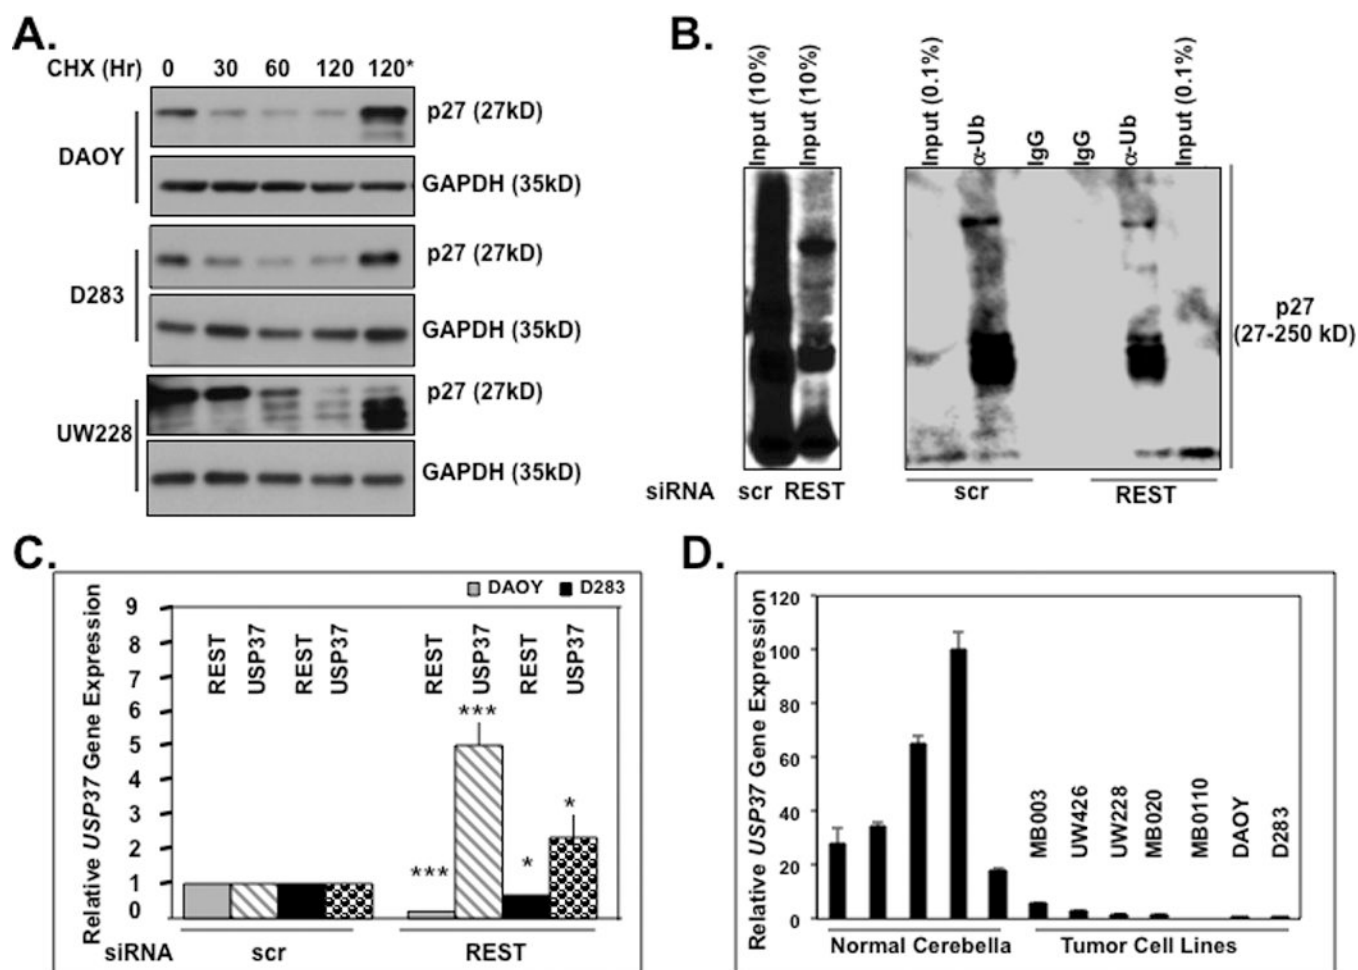 A.
CHX (Hr) 0 30 60 120 120*
p27 (27kD)
DAOY
GAPDH (35kD)
p27 (27kD)
D283
GAPDH (35kD)
p27 (27kD)
UW228
GAPDH (35kD)
B.
Input (10%)
Input (10%)
Input (0.1%)
α-Ub
IgG
IgG
α-Ub
Input (0.1%)
p27
(27-250 kD)
siRNA scr REST
scr REST
C.
DAOY D283
Relative USP37 Gene Expression
9
8
7
6
5
4
3
2
1
0
REST
USP37
REST
USP37
REST
USP37
REST
USP37
***
***
*
*
siRNA scr REST
D.
Relative USP37 Gene Expression
120
100
80
60
40
20
0
MB003
UW426
UW228
MB020
MB0110
DAOY
D283
Normal Cerebella Tumor Cell Lines